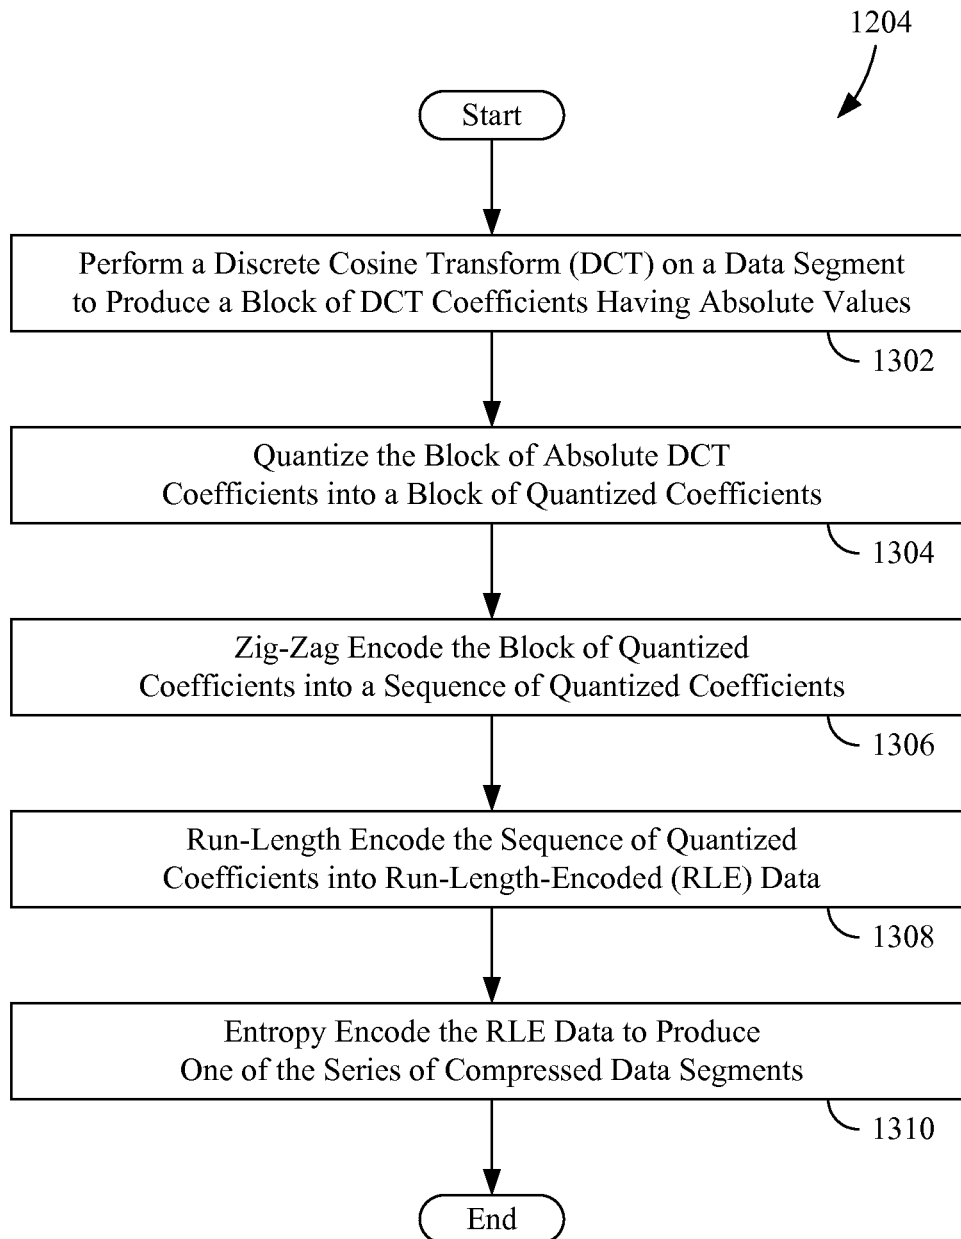 1204
Start
Perform a Discrete Cosine Transform (DCT) on a Data Segment
to Produce a Block of DCT Coefficients Having Absolute Values
1302
Quantize the Block of Absolute DCT
Coefficients into a Block of Quantized Coefficients
1304
Zig-Zag Encode the Block of Quantized
Coefficients into a Sequence of Quantized Coefficients
1306
Run-Length Encode the Sequence of Quantized
Coefficients into Run-Length-Encoded (RLE) Data
1308
Entropy Encode the RLE Data to Produce
One of the Series of Compressed Data Segments
1310
End